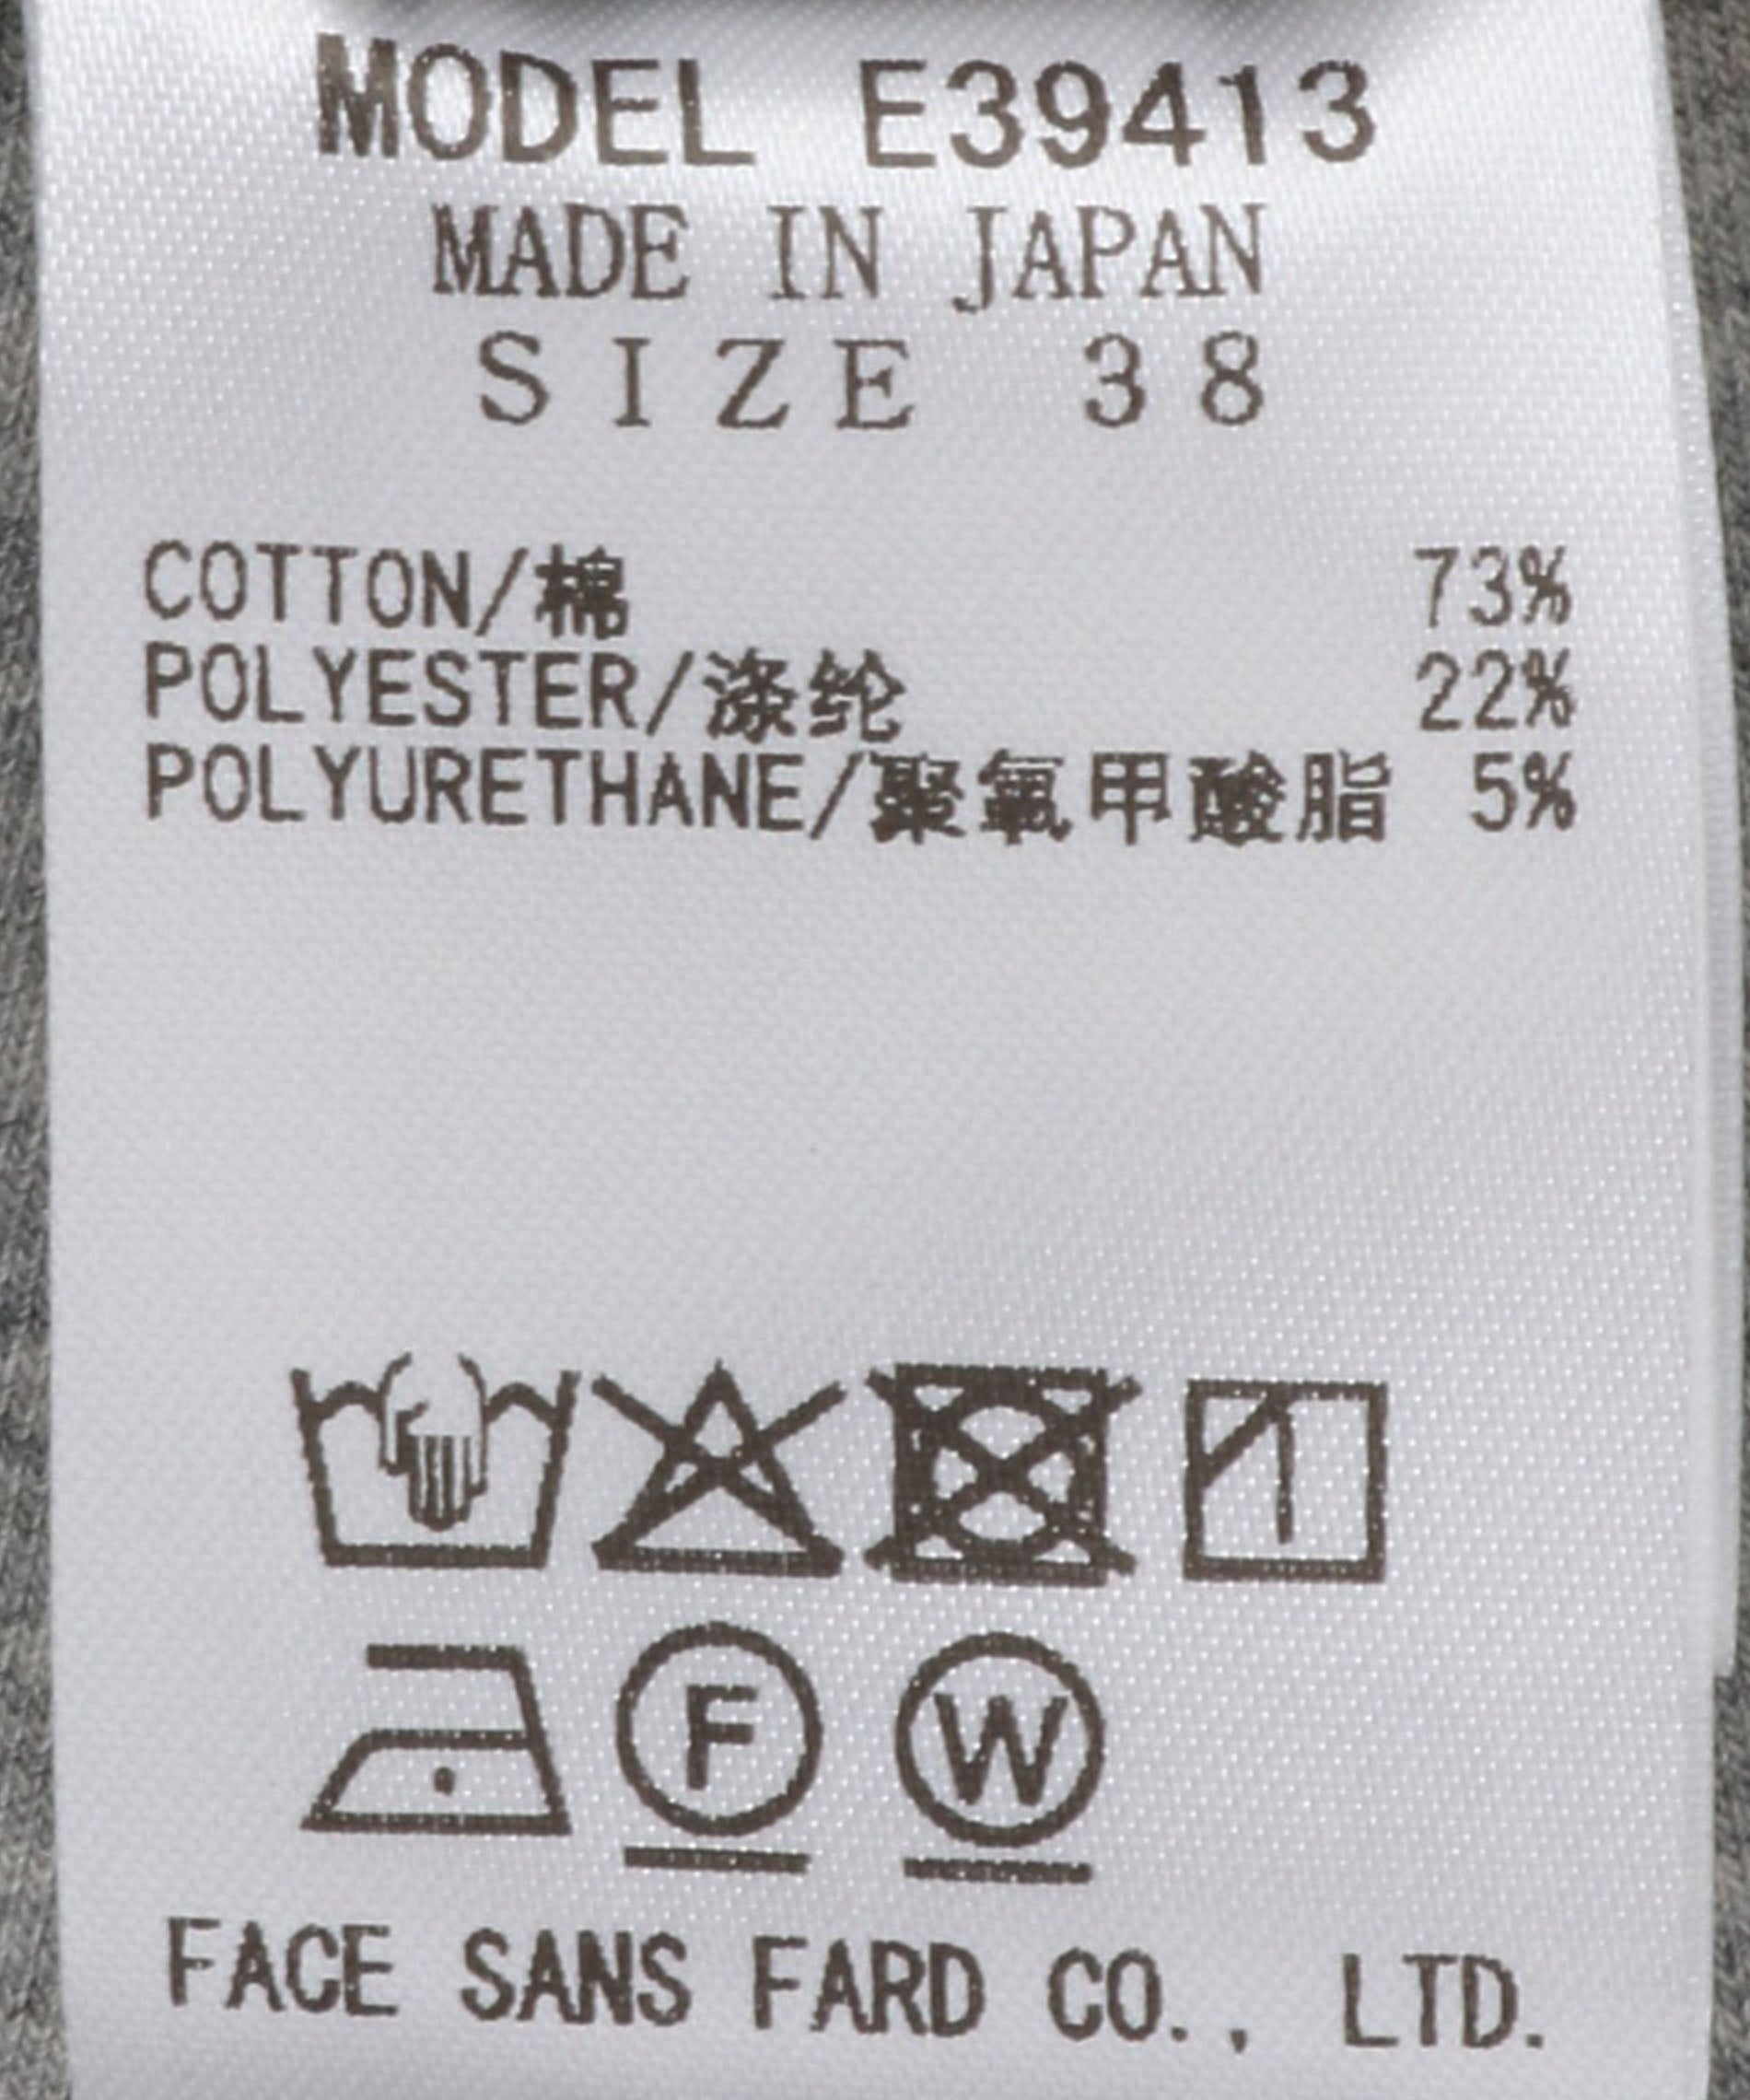 MODEL E39413
MADE IN JAPAN
SIZE 38
COTTON/棉 73%
POLYESTER/涤纶 22%
POLYURETHANE/聚氧甲酸脂 5%
F W
FACE SANS FARD CO., LTD.